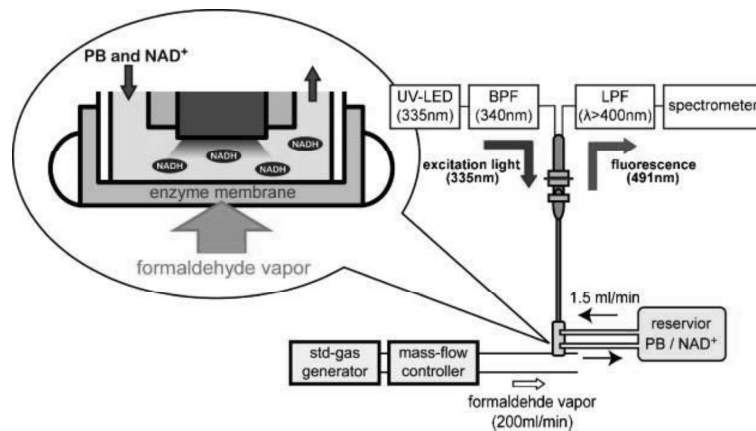 PB and NAD⁺
NADH
NADH
NADH
NADH
enzyme membrane
formaldehyde vapor
UV-LED
(335nm)
BPF
(340nm)
LPF
(λ>400nm)
spectrometer
excitation light
(335nm)
fluorescence
(491nm)
1.5 ml/min
reservior
PB / NAD⁺
std-gas
generator
mass-flow
controller
formaldehde vapor
(200ml/min)